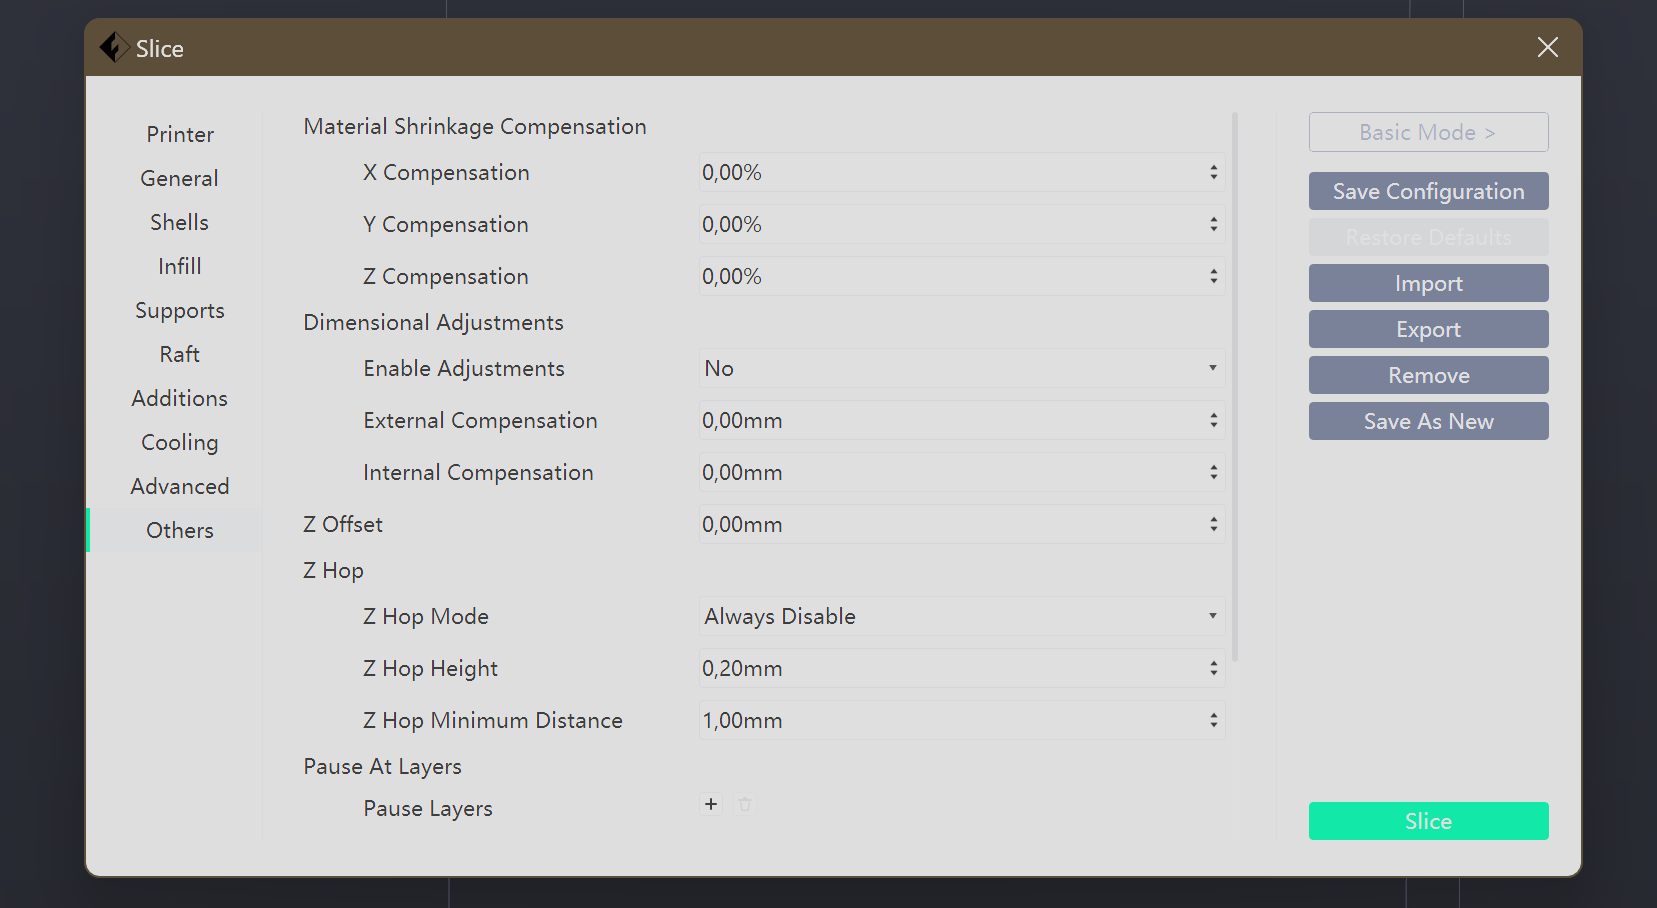 Slice
Printer
General
Shells
Infill
Supports
Raft
Additions
Cooling
Advanced
Others
Material Shrinkage Compensation
X Compensation 0,00%
Y Compensation 0,00%
Z Compensation 0,00%
Dimensional Adjustments
Enable Adjustments No
External Compensation 0,00mm
Internal Compensation 0,00mm
Z Offset 0,00mm
Z Hop
Z Hop Mode Always Disable
Z Hop Height 0,20mm
Z Hop Minimum Distance 1,00mm
Pause At Layers
Pause Layers +
Basic Mode >
Save Configuration
Restore Defaults
Import
Export
Remove
Save As New
Slice